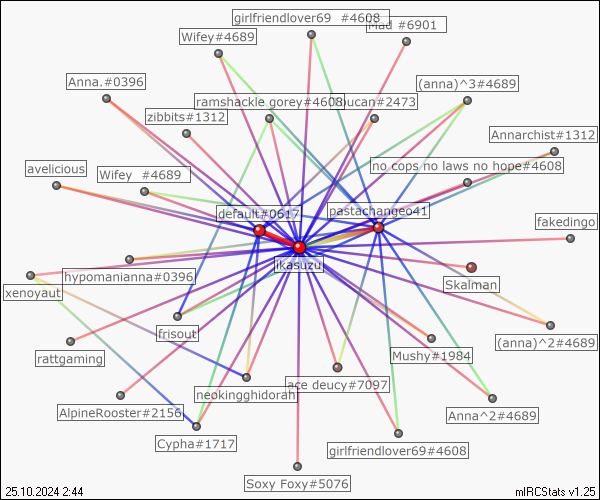 girlfriendlover69 #4608
Mad #6901
Wifey#4689
Anna.#0396
(anna)^3#4689
ramshackle gorey#4608
toucan#2473
zibbits#1312
Annarchist#1312
no cops no laws no hope#4608
avelicious
Wifey #4689
default#0617
pastachangeo41
fakedingo
ikasuzu
hypomanianna#0396
Skalman
xenoyaut
frisout
(anna)^2#4689
rattgaming
Mushy#1984
ace deucy#7097
neokingghidorah
AlpineRooster#2156
Anna^2#4689
Cypha#1717
girlfriendlover69#4608
Soxy Foxy#5076
25.10.2024 2:44
mIRCStats v1.25